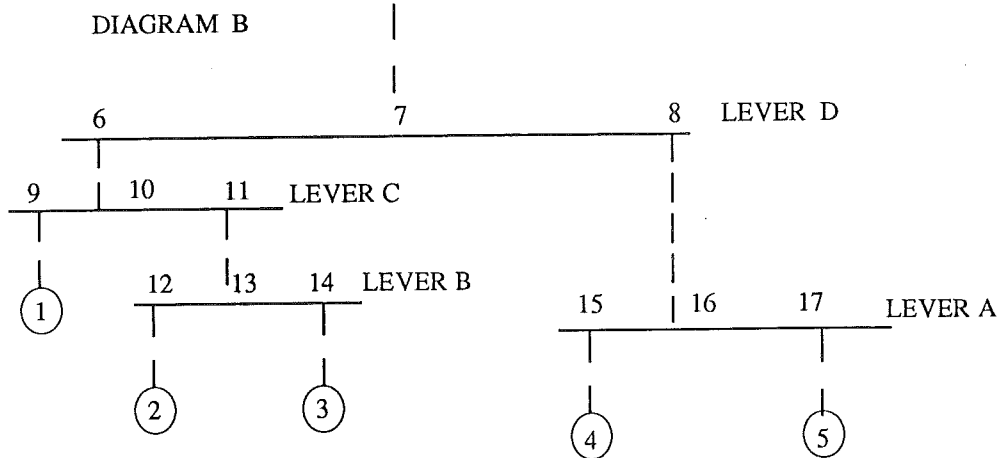 DIAGRAM B
6 7 8 LEVER D
9 10 11 LEVER C
12 13 14 LEVER B
1
15 16 17 LEVER A
2 3
4 5